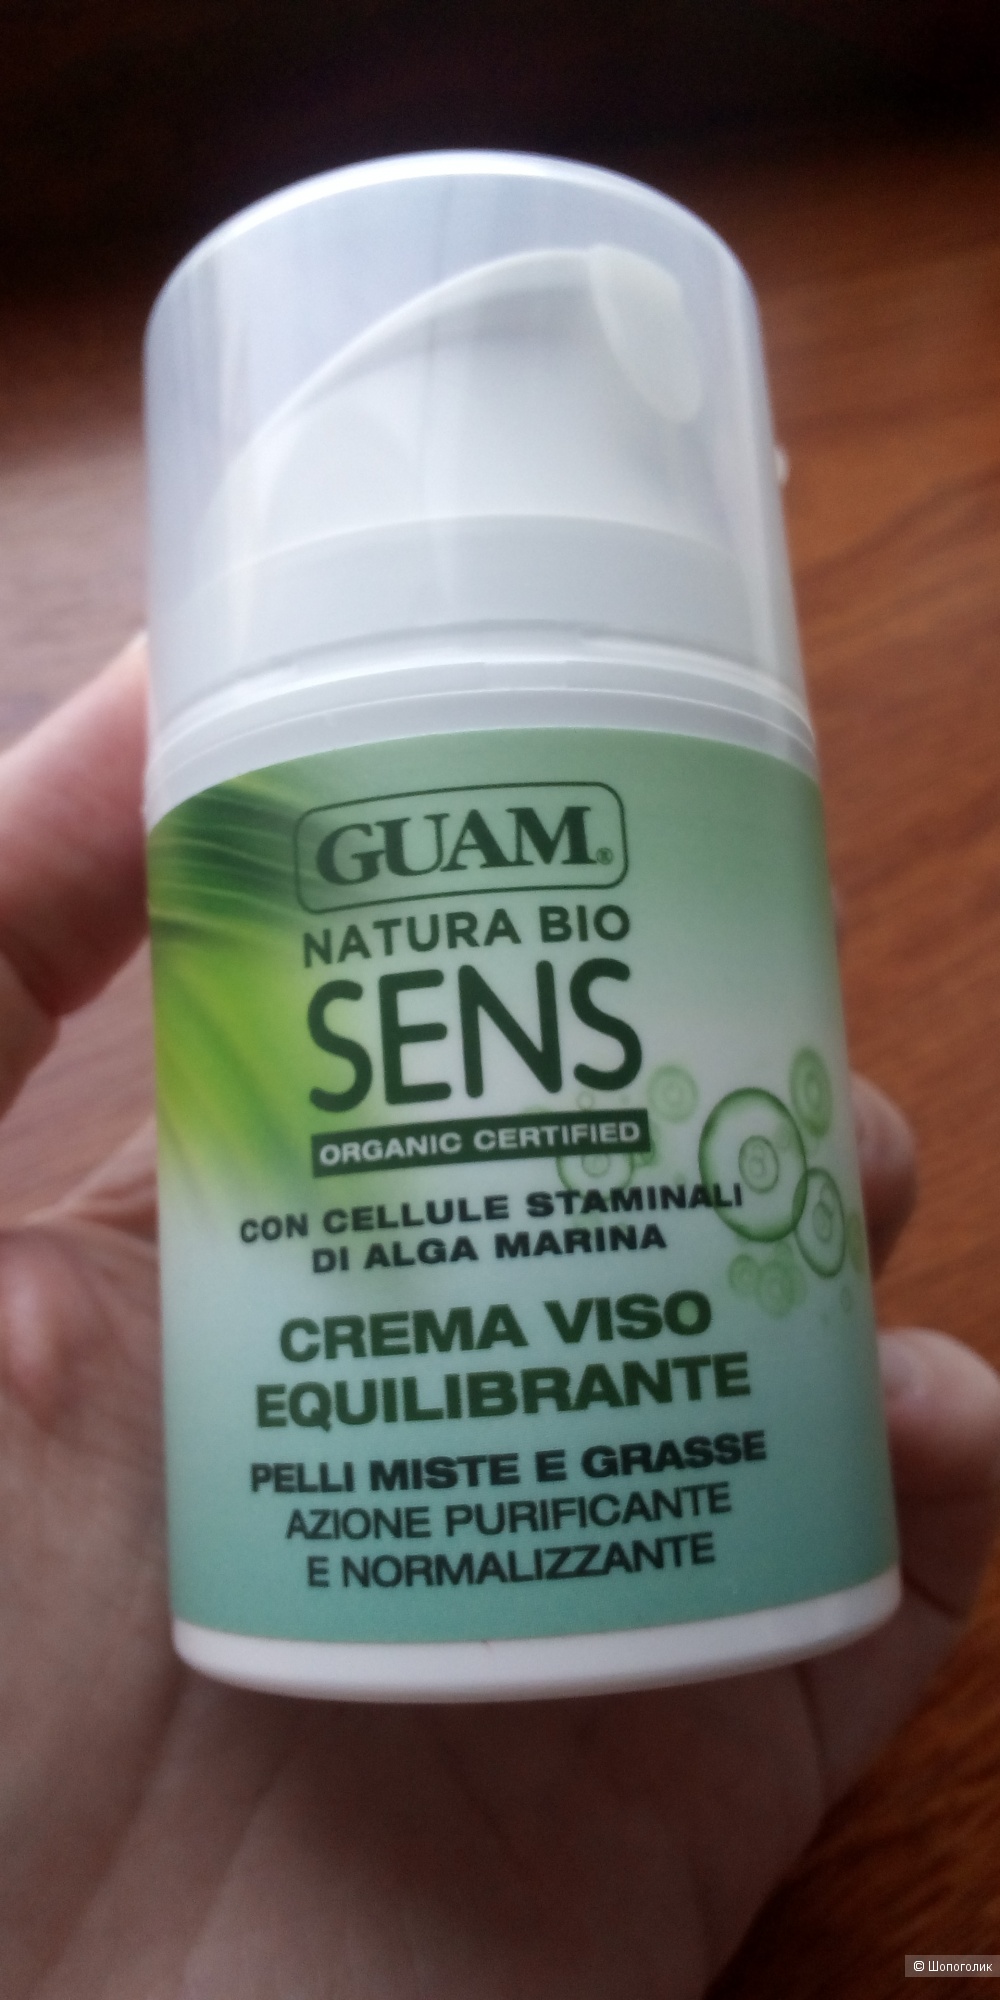 GUAM®
NATURA BIO
SENS
ORGANIC CERTIFIED
CON CELLULE STAMINALI
DI ALGA MARINA
CREMA VISO
EQUILIBRANTE
PELLI MISTE E GRASSE
AZIONE PURIFICANTE
E NORMALIZZANTE
© Шопоголик